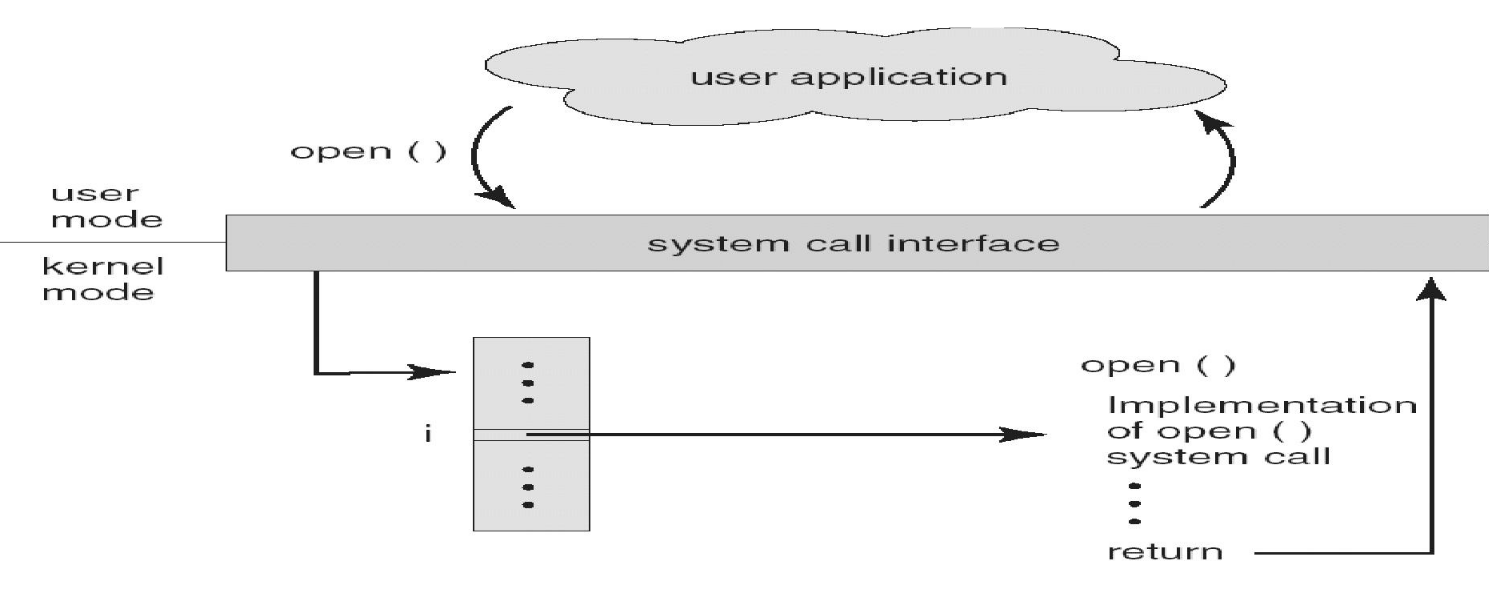 user application
open ( )
user
mode
system call interface
kernel
mode
open ( )
Implementation
i
of open ( )
system call
return